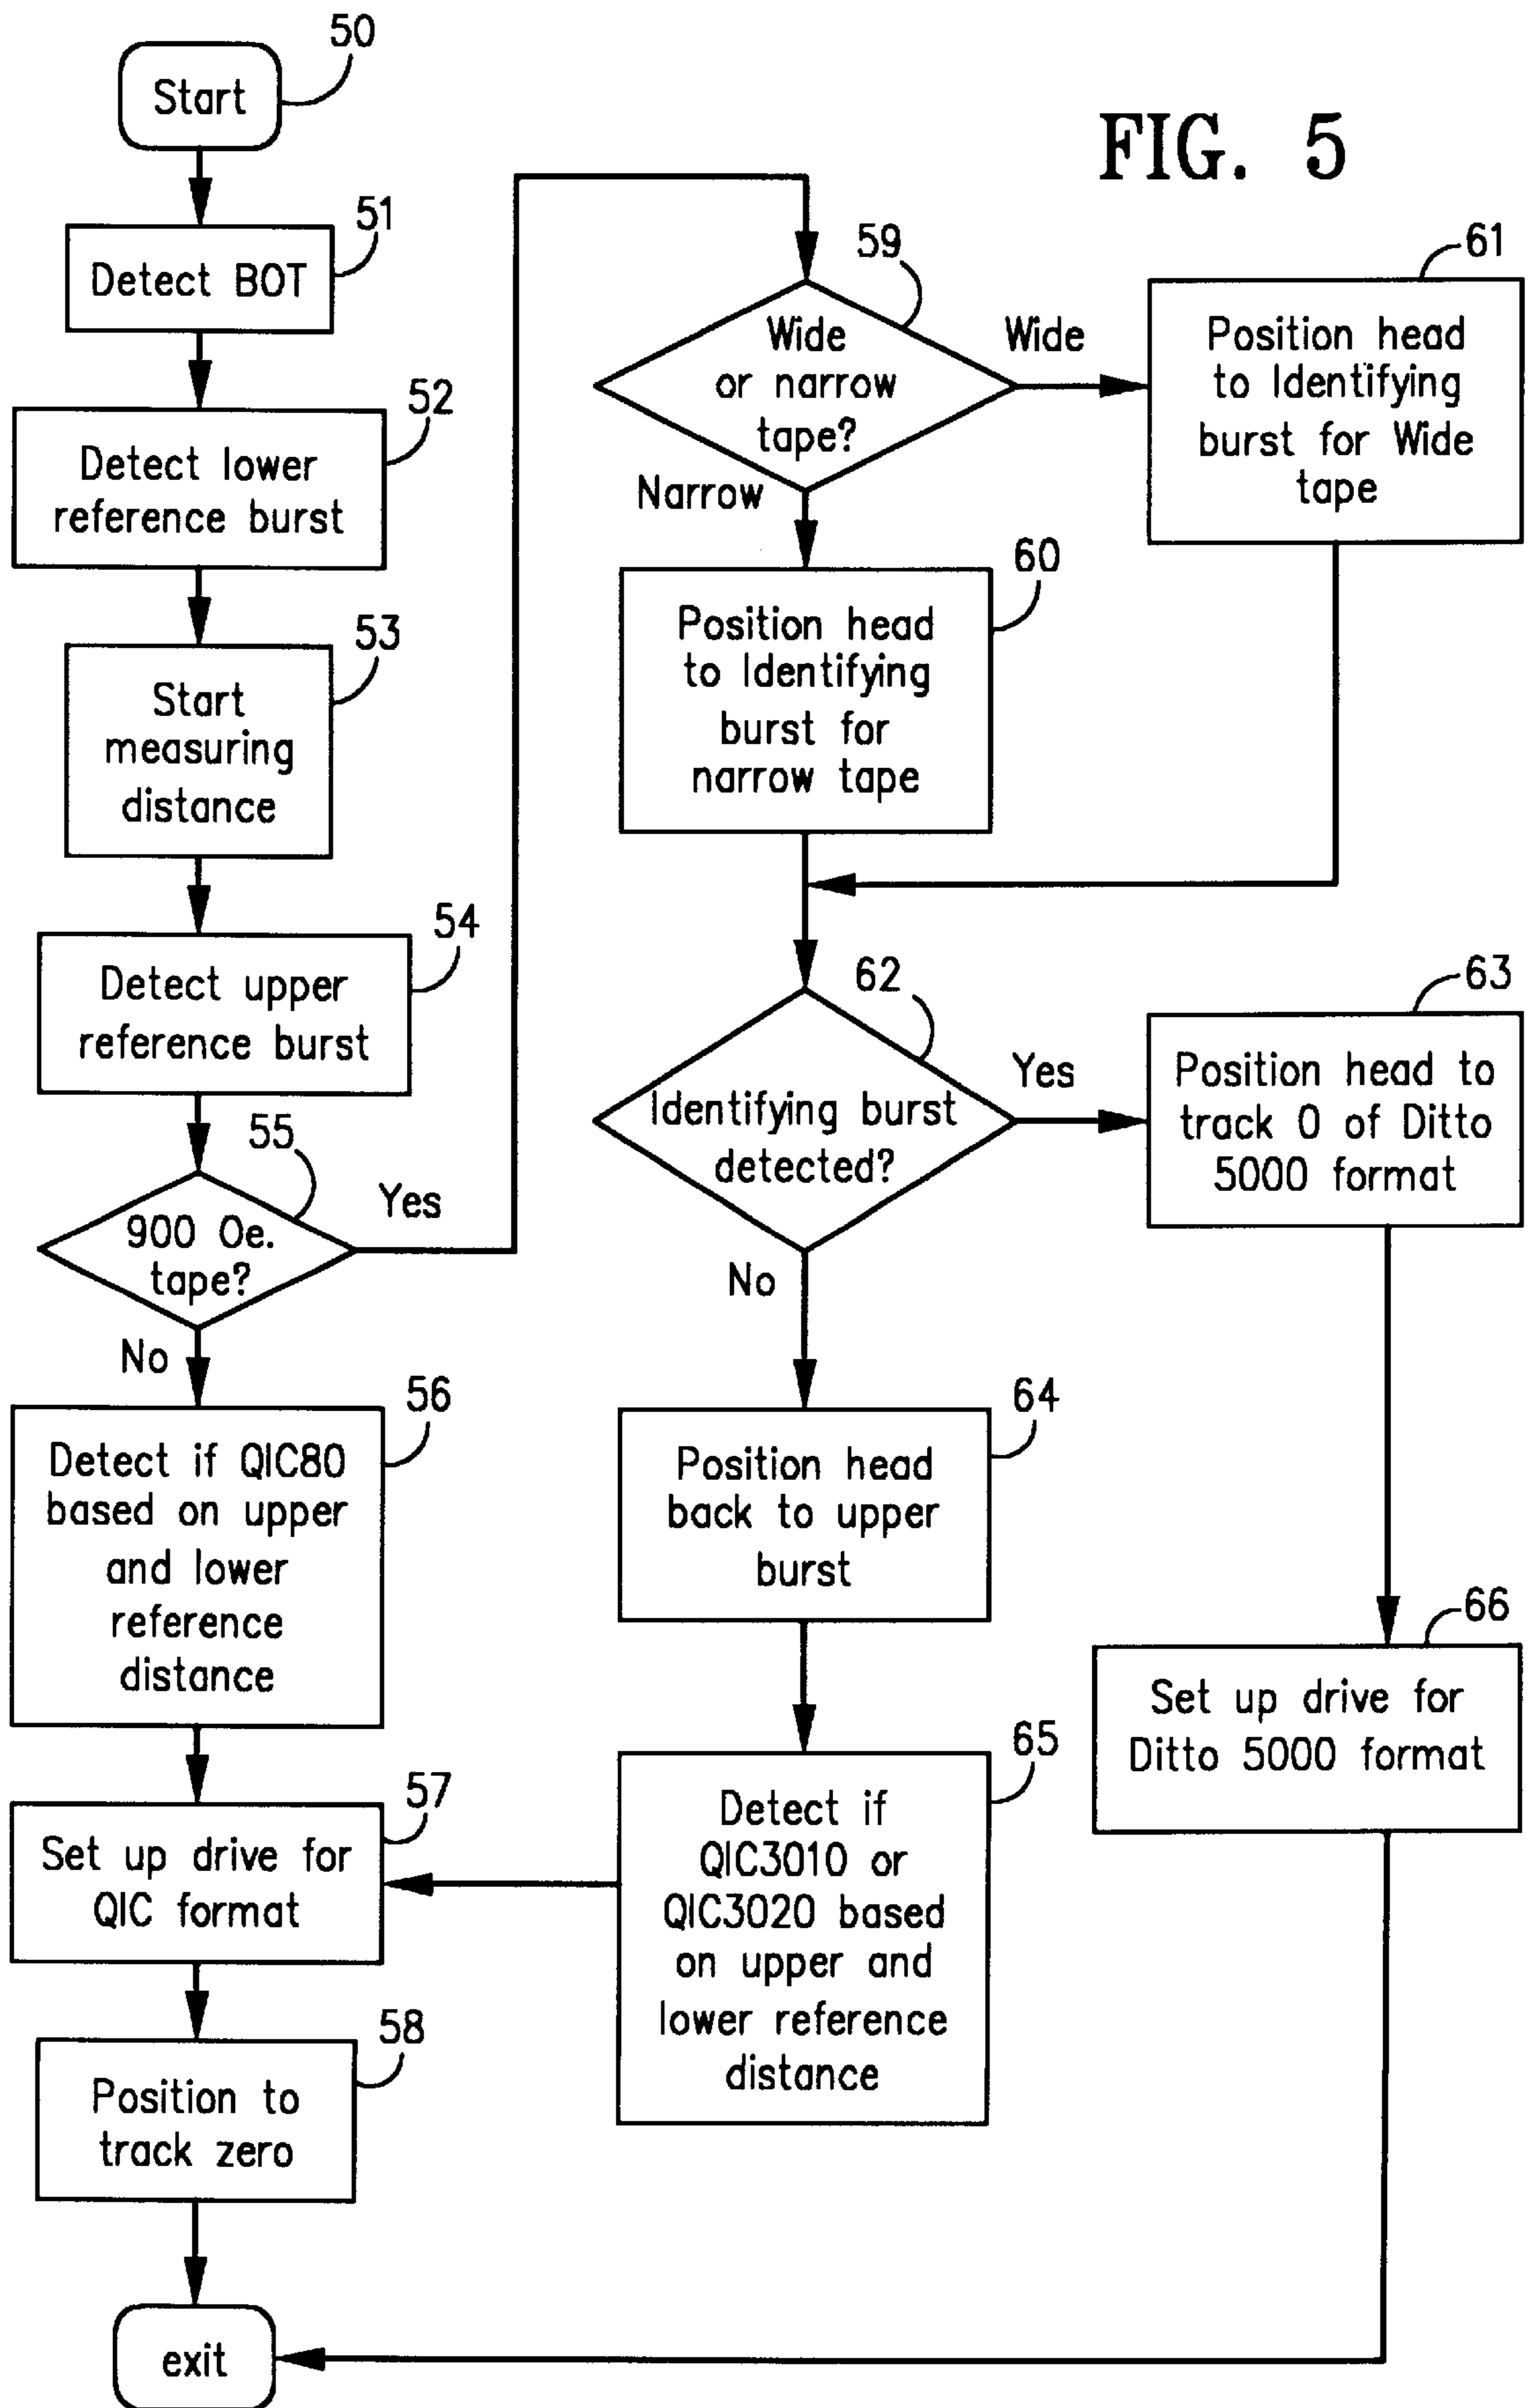 FIG. 5
50
Start
51
Detect BOT
52
Detect lower
reference burst
53
Start
measuring
distance
54
Detect upper
reference burst
55
900 Oe.
tape?
Yes
No
56
Detect if QIC80
based on upper
and lower
reference
distance
57
Set up drive for
QIC format
58
Position to
track zero
exit
59
Wide
or narrow
tape?
Wide
Narrow
61
Position head
to Identifying
burst for Wide
tape
60
Position head
to Identifying
burst for
narrow tape
62
Identifying burst
detected?
Yes
No
63
Position head to
track 0 of Ditto
5000 format
64
Position head
back to upper
burst
65
Detect if
QIC3010 or
QIC3020 based
on upper and
lower reference
distance
66
Set up drive for
Ditto 5000 format